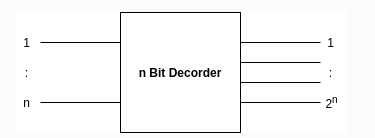 1 1
: n Bit Decorder :
n 2ⁿ